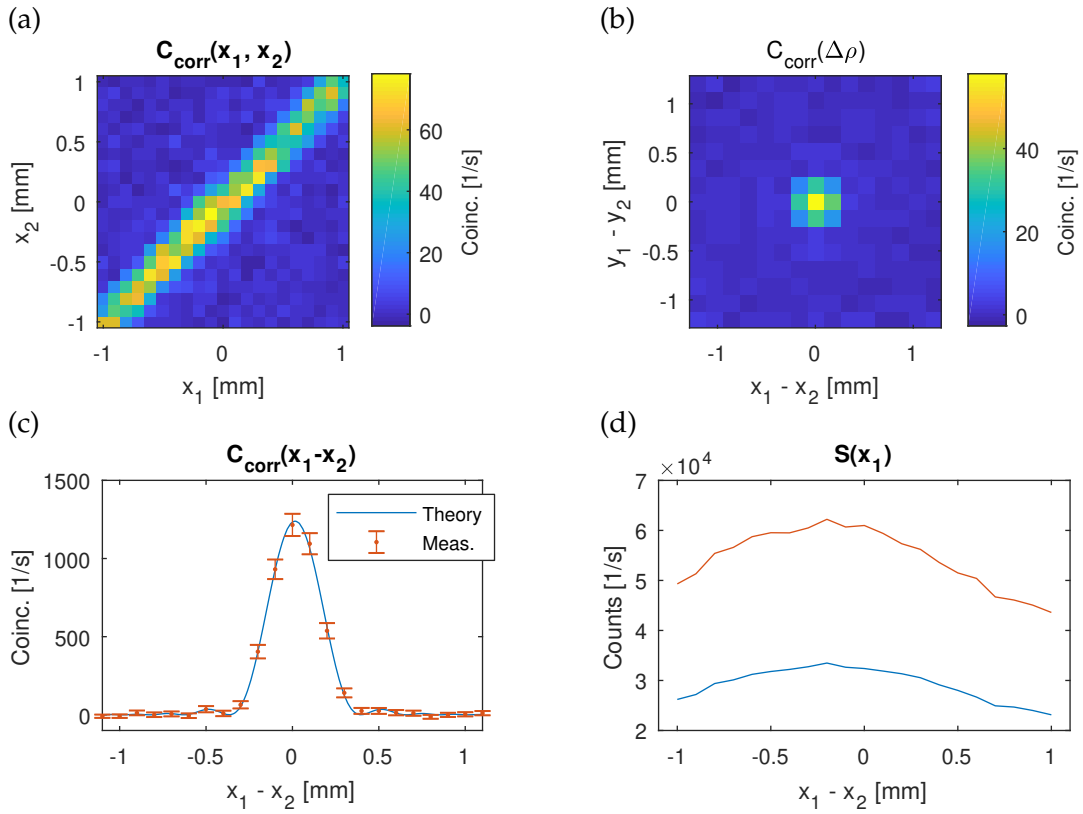 (a)
C_corr(x_1, x_2)
1
0.5
0
-0.5
-1
x_2 [mm]
-1
0
1
x_1 [mm]
60
40
20
0
Coinc. [1/s]
(b)
C_corr(Δρ)
1
0.5
0
-0.5
-1
y_1 - y_2 [mm]
-1
0
1
x_1 - x_2 [mm]
40
20
0
Coinc. [1/s]
(c)
C_corr(x_1-x_2)
1500
1000
500
0
Coinc. [1/s]
Theory
Meas.
-1
-0.5
0
0.5
1
x_1 - x_2 [mm]
(d)
S(x_1)
×10^4
7
6
5
4
3
2
Counts [1/s]
-1
-0.5
0
0.5
1
x_1 - x_2 [mm]